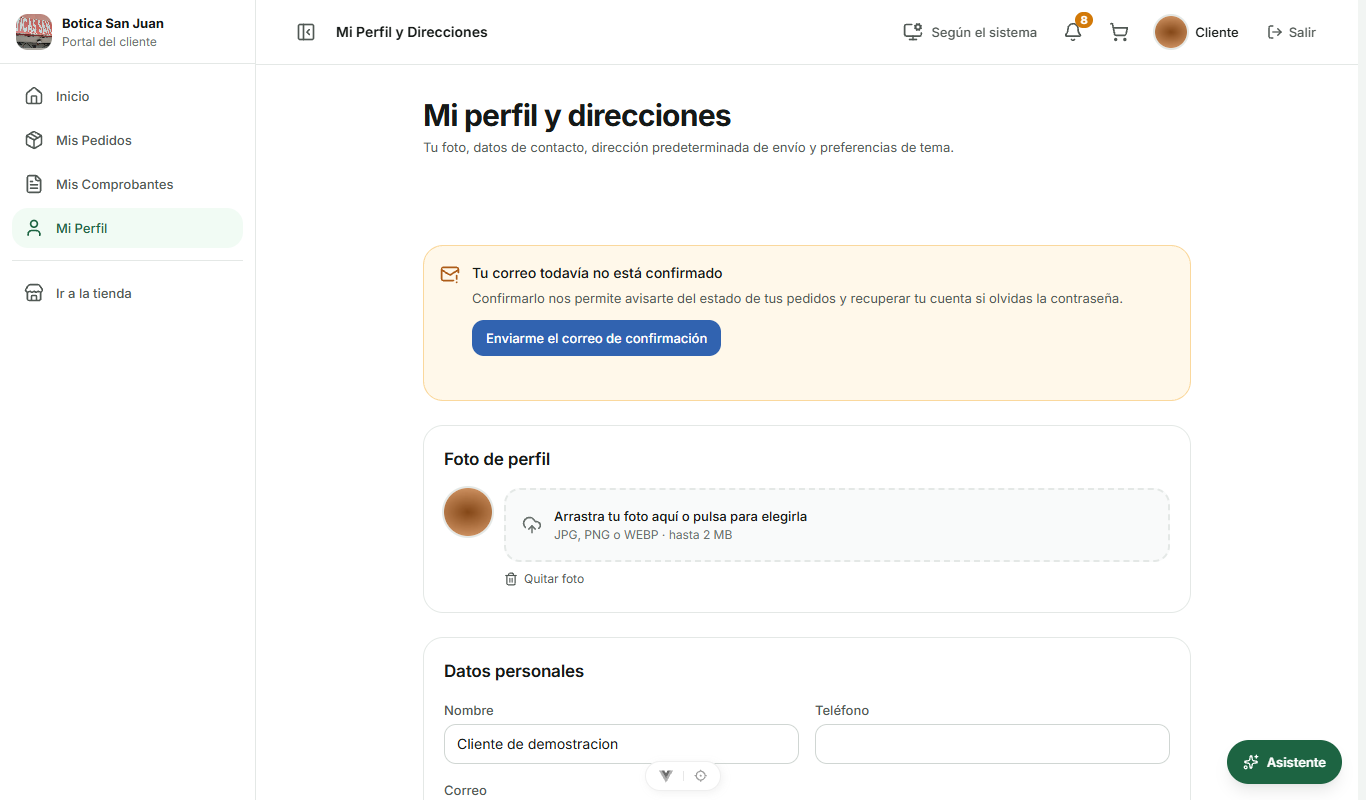 Botica San Juan
Portal del cliente
Inicio
Mis Pedidos
Mis Comprobantes
Mi Perfil
Ir a la tienda
Mi Perfil y Direcciones
Según el sistema
8
Cliente
Salir
Mi perfil y direcciones
Tu foto, datos de contacto, dirección predeterminada de envío y preferencias de tema.
Tu correo todavía no está confirmado
Confirmarlo nos permite avisarte del estado de tus pedidos y recuperar tu cuenta si olvidas la contraseña.
Enviarme el correo de confirmación
Foto de perfil
Arrastra tu foto aquí o pulsa para elegirla
JPG, PNG o WEBP · hasta 2 MB
Quitar foto
Datos personales
Nombre
Teléfono
Cliente de demostracion
Correo
Asistente